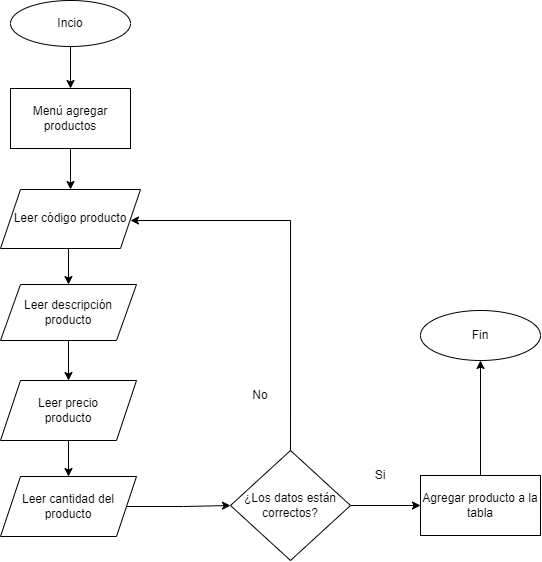 Incio
Menú agregar
productos
Leer código producto
Leer descripción
producto
Leer precio
producto
Leer cantidad del
producto
No
¿Los datos están
correctos?
Si
Agregar producto a la
tabla
Fin